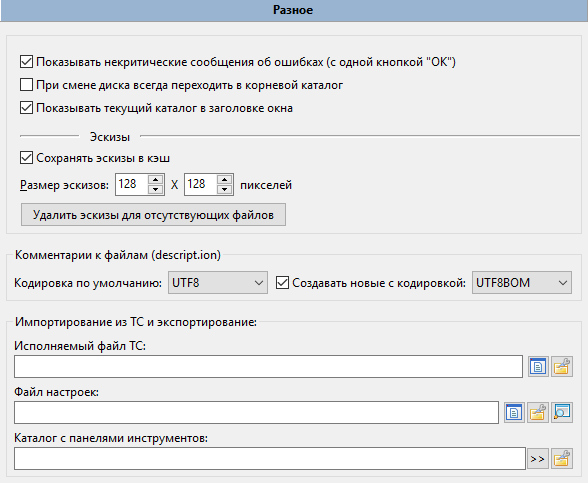 Разное
Показывать некритические сообщения об ошибках (с одной кнопкой "ОК")
При смене диска всегда переходить в корневой каталог
Показывать текущий каталог в заголовке окна
Эскизы
Сохранять эскизы в кэш
Размер эскизов: 128 X 128 пикселей
Удалить эскизы для отсутствующих файлов
Комментарии к файлам (descript.ion)
Кодировка по умолчанию: UTF8 Создавать новые с кодировкой: UTF8BOM
Импортирование из TC и экспортирование:
Исполняемый файл TC:
Файл настроек:
Каталог с панелями инструментов:
>>